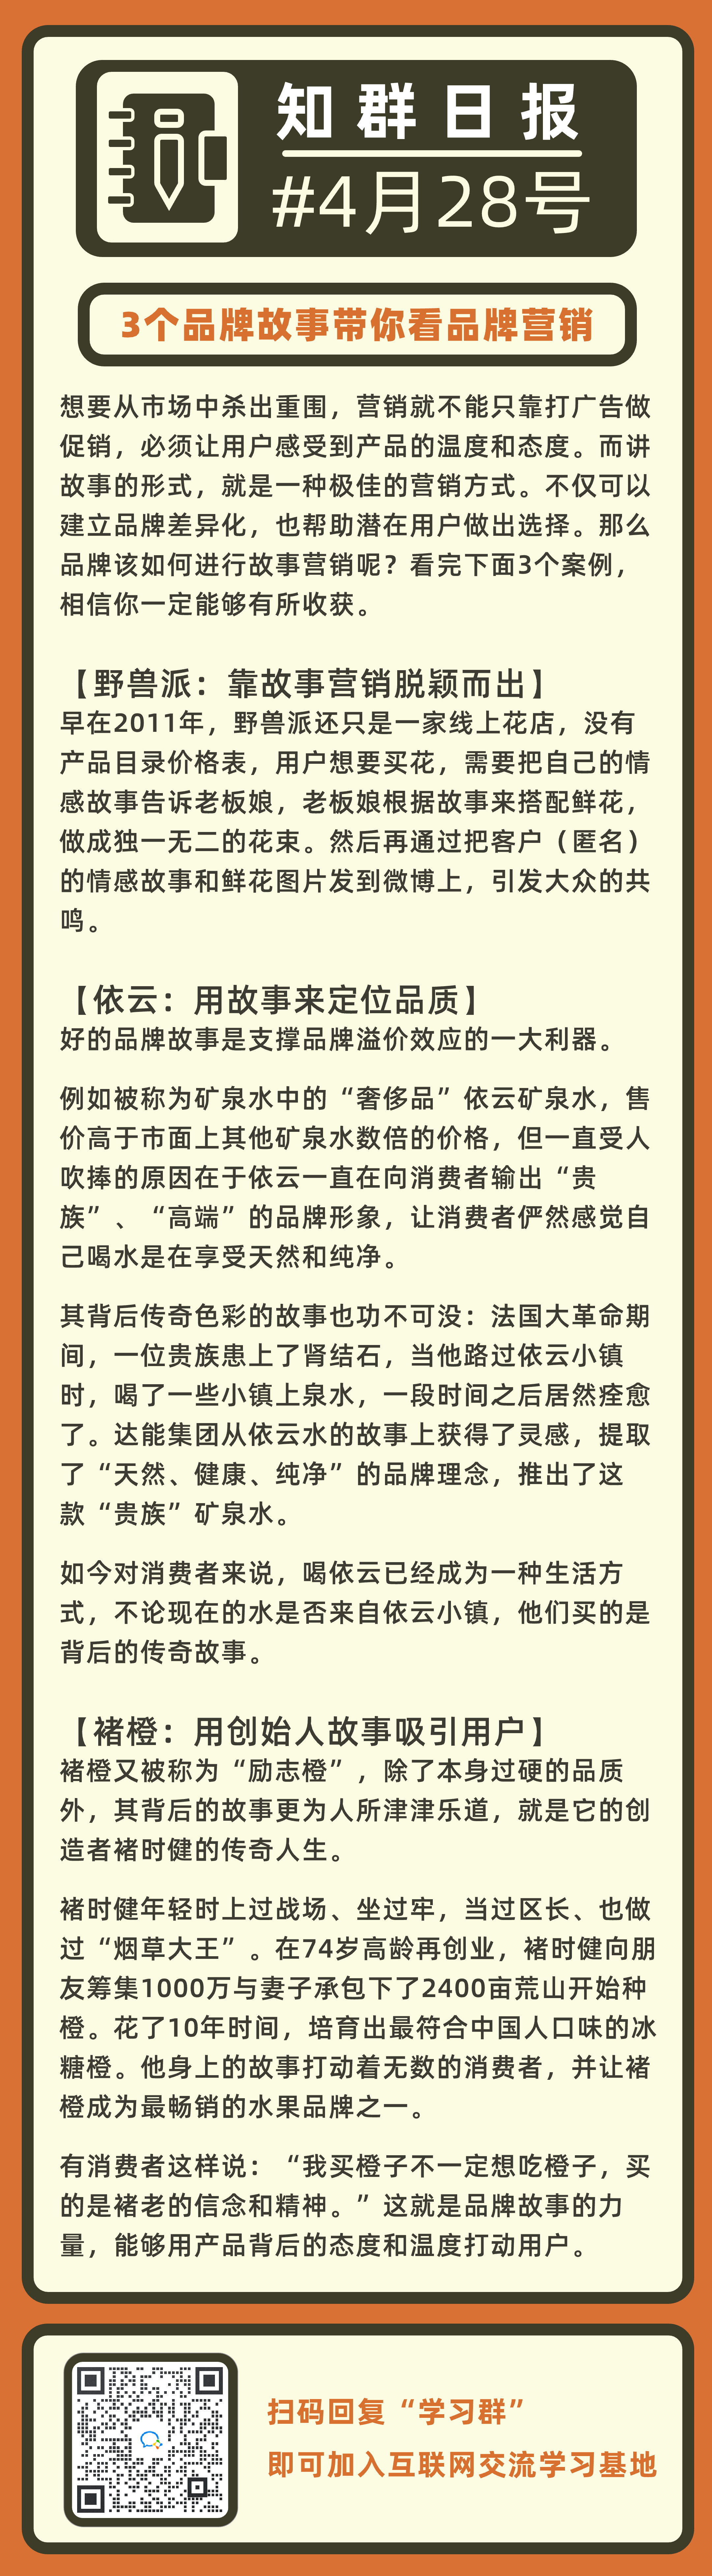 知群日报
#4月28号
3个品牌故事带你看品牌营销
想要从市场中杀出重围，营销就不能只靠打广告做
促销，必须让用户感受到产品的温度和态度。而讲
故事的形式，就是一种极佳的营销方式。不仅可以
建立品牌差异化，也帮助潜在用户做出选择。那么
品牌该如何进行故事营销呢？看完下面3个案例，
相信你一定能够有所收获。
【野兽派：靠故事营销脱颖而出】
早在2011年，野兽派还只是一家线上花店，没有
产品目录价格表，用户想要买花，需要把自己的情
感故事告诉老板娘，老板娘根据故事来搭配鲜花，
做成独一无二的花束。然后再通过把客户（匿名）
的情感故事和鲜花图片发到微博上，引发大众的共
鸣。
【依云：用故事来定位品质】
好的品牌故事是支撑品牌溢价效应的一大利器。
例如被称为矿泉水中的“奢侈品”依云矿泉水，售
价高于市面上其他矿泉水数倍的价格，但一直受人
吹捧的原因在于依云一直在向消费者输出“贵
族”、“高端”的品牌形象，让消费者俨然感觉自
己喝水是在享受天然和纯净。
其背后传奇色彩的故事也功不可没：法国大革命期
间，一位贵族患上了肾结石，当他路过依云小镇
时，喝了一些小镇上泉水，一段时间之后居然痊愈
了。达能集团从依云水的故事上获得了灵感，提取
了“天然、健康、纯净”的品牌理念，推出了这
款“贵族”矿泉水。
如今对消费者来说，喝依云已经成为一种生活方
式，不论现在的水是否来自依云小镇，他们买的是
背后的传奇故事。
【褚橙：用创始人故事吸引用户】
褚橙又被称为“励志橙”，除了本身过硬的品质
外，其背后的故事更为人所津津乐道，就是它的创
造者褚时健的传奇人生。
褚时健年轻时上过战场、坐过牢，当过区长、也做
过“烟草大王”。在74岁高龄再创业，褚时健向朋
友筹集1000万与妻子承包下了2400亩荒山开始种
橙。花了10年时间，培育出最符合中国人口味的冰
糖橙。他身上的故事打动着无数的消费者，并让褚
橙成为最畅销的水果品牌之一。
有消费者这样说：“我买橙子不一定想吃橙子，买
的是褚老的信念和精神。”这就是品牌故事的力
量，能够用产品背后的态度和温度打动用户。
扫码回复“学习群”
即可加入互联网交流学习基地